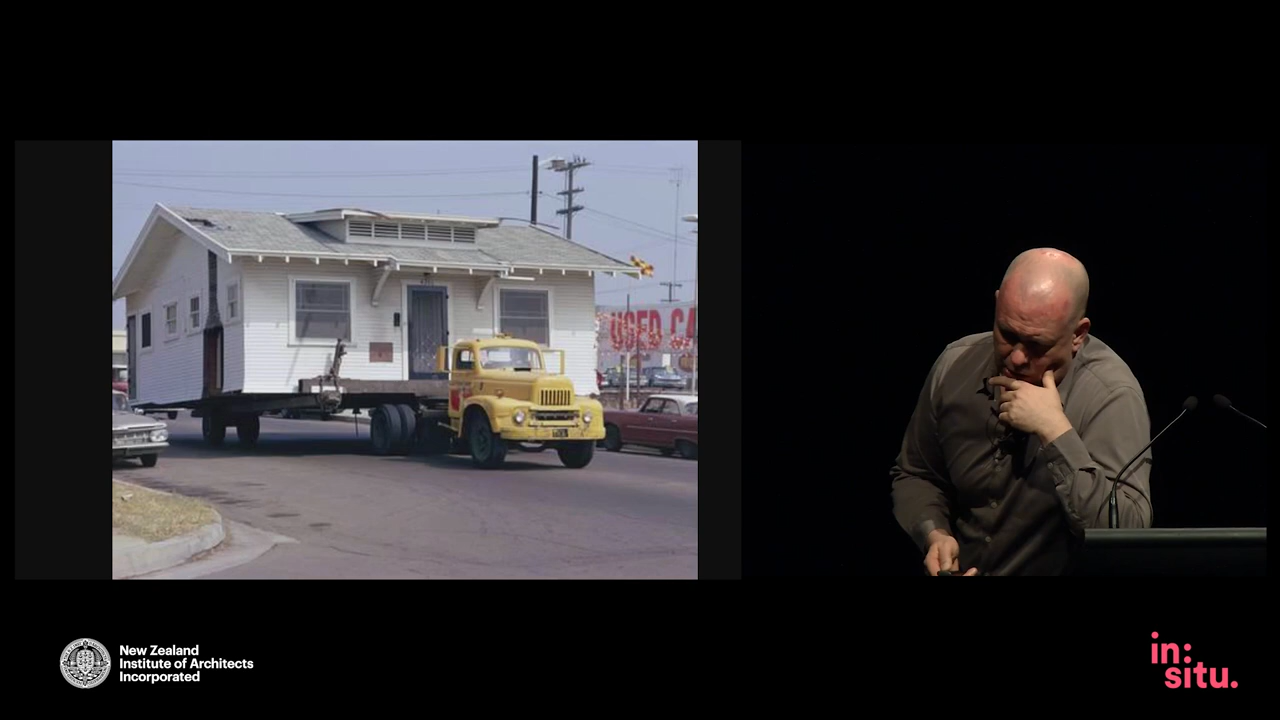 USED CA
New Zealand
Institute of Architects
Incorporated
in:
situ.